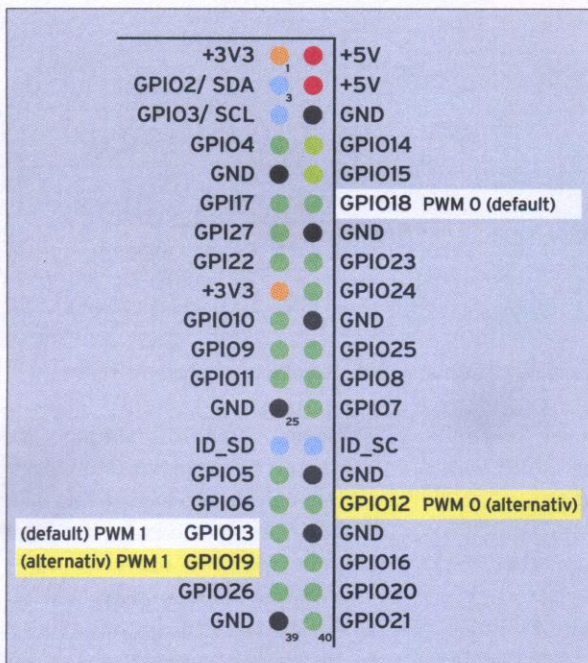 +3V3 +5V
1
GPIO2/ SDA +5V
3
GPIO3/ SCL GND
GPIO4 GPIO14
GND GPIO15
GPI17 GPIO18 PWM 0 (default)
GPI27 GND
GPI22 GPIO23
+3V3 GPIO24
GPIO10 GND
GPIO9 GPIO25
GPIO11 GPIO8
GND GPIO7
25
ID_SD ID_SC
GPIO5 GND
GPIO6 GPIO12 PWM 0 (alternativ)
(default) PWM 1 GPIO13 GND
(alternativ) PWM 1 GPIO19 GPIO16
GPIO26 GPIO20
GND GPIO21
39 40